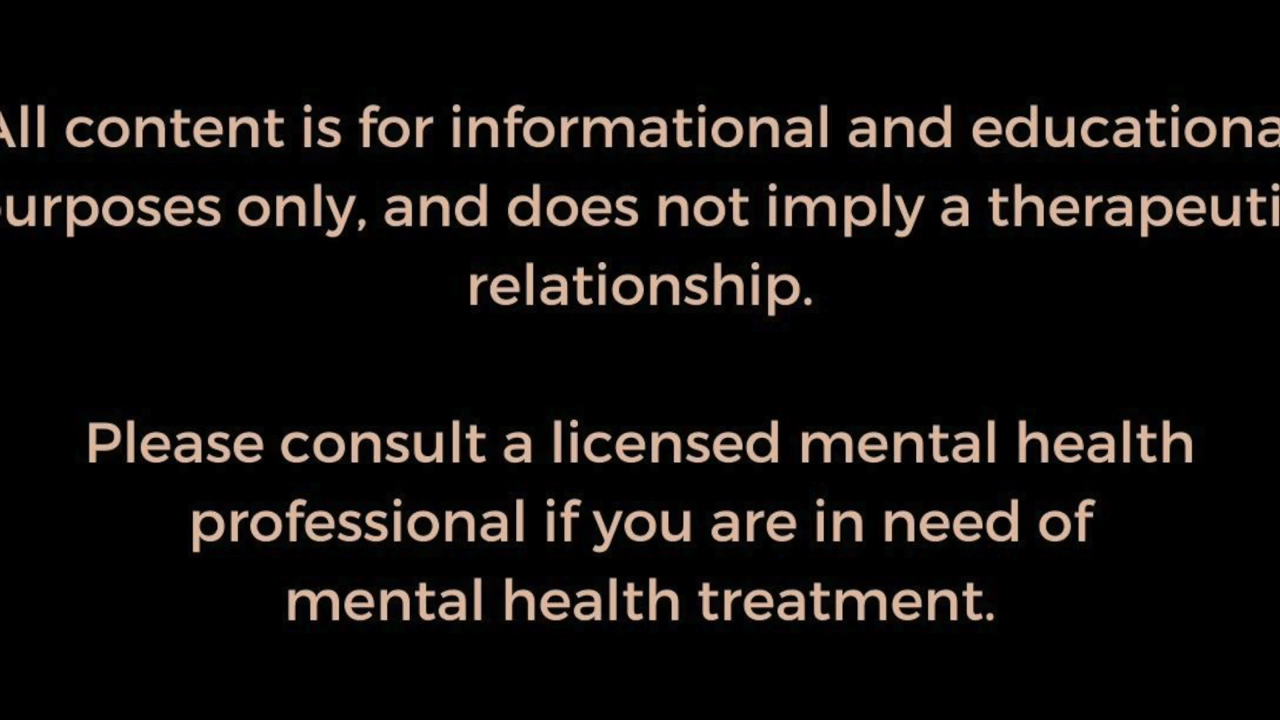 All content is for informational and educationa
urposes only, and does not imply a therapeuti
relationship.
Please consult a licensed mental health
professional if you are in need of
mental health treatment.